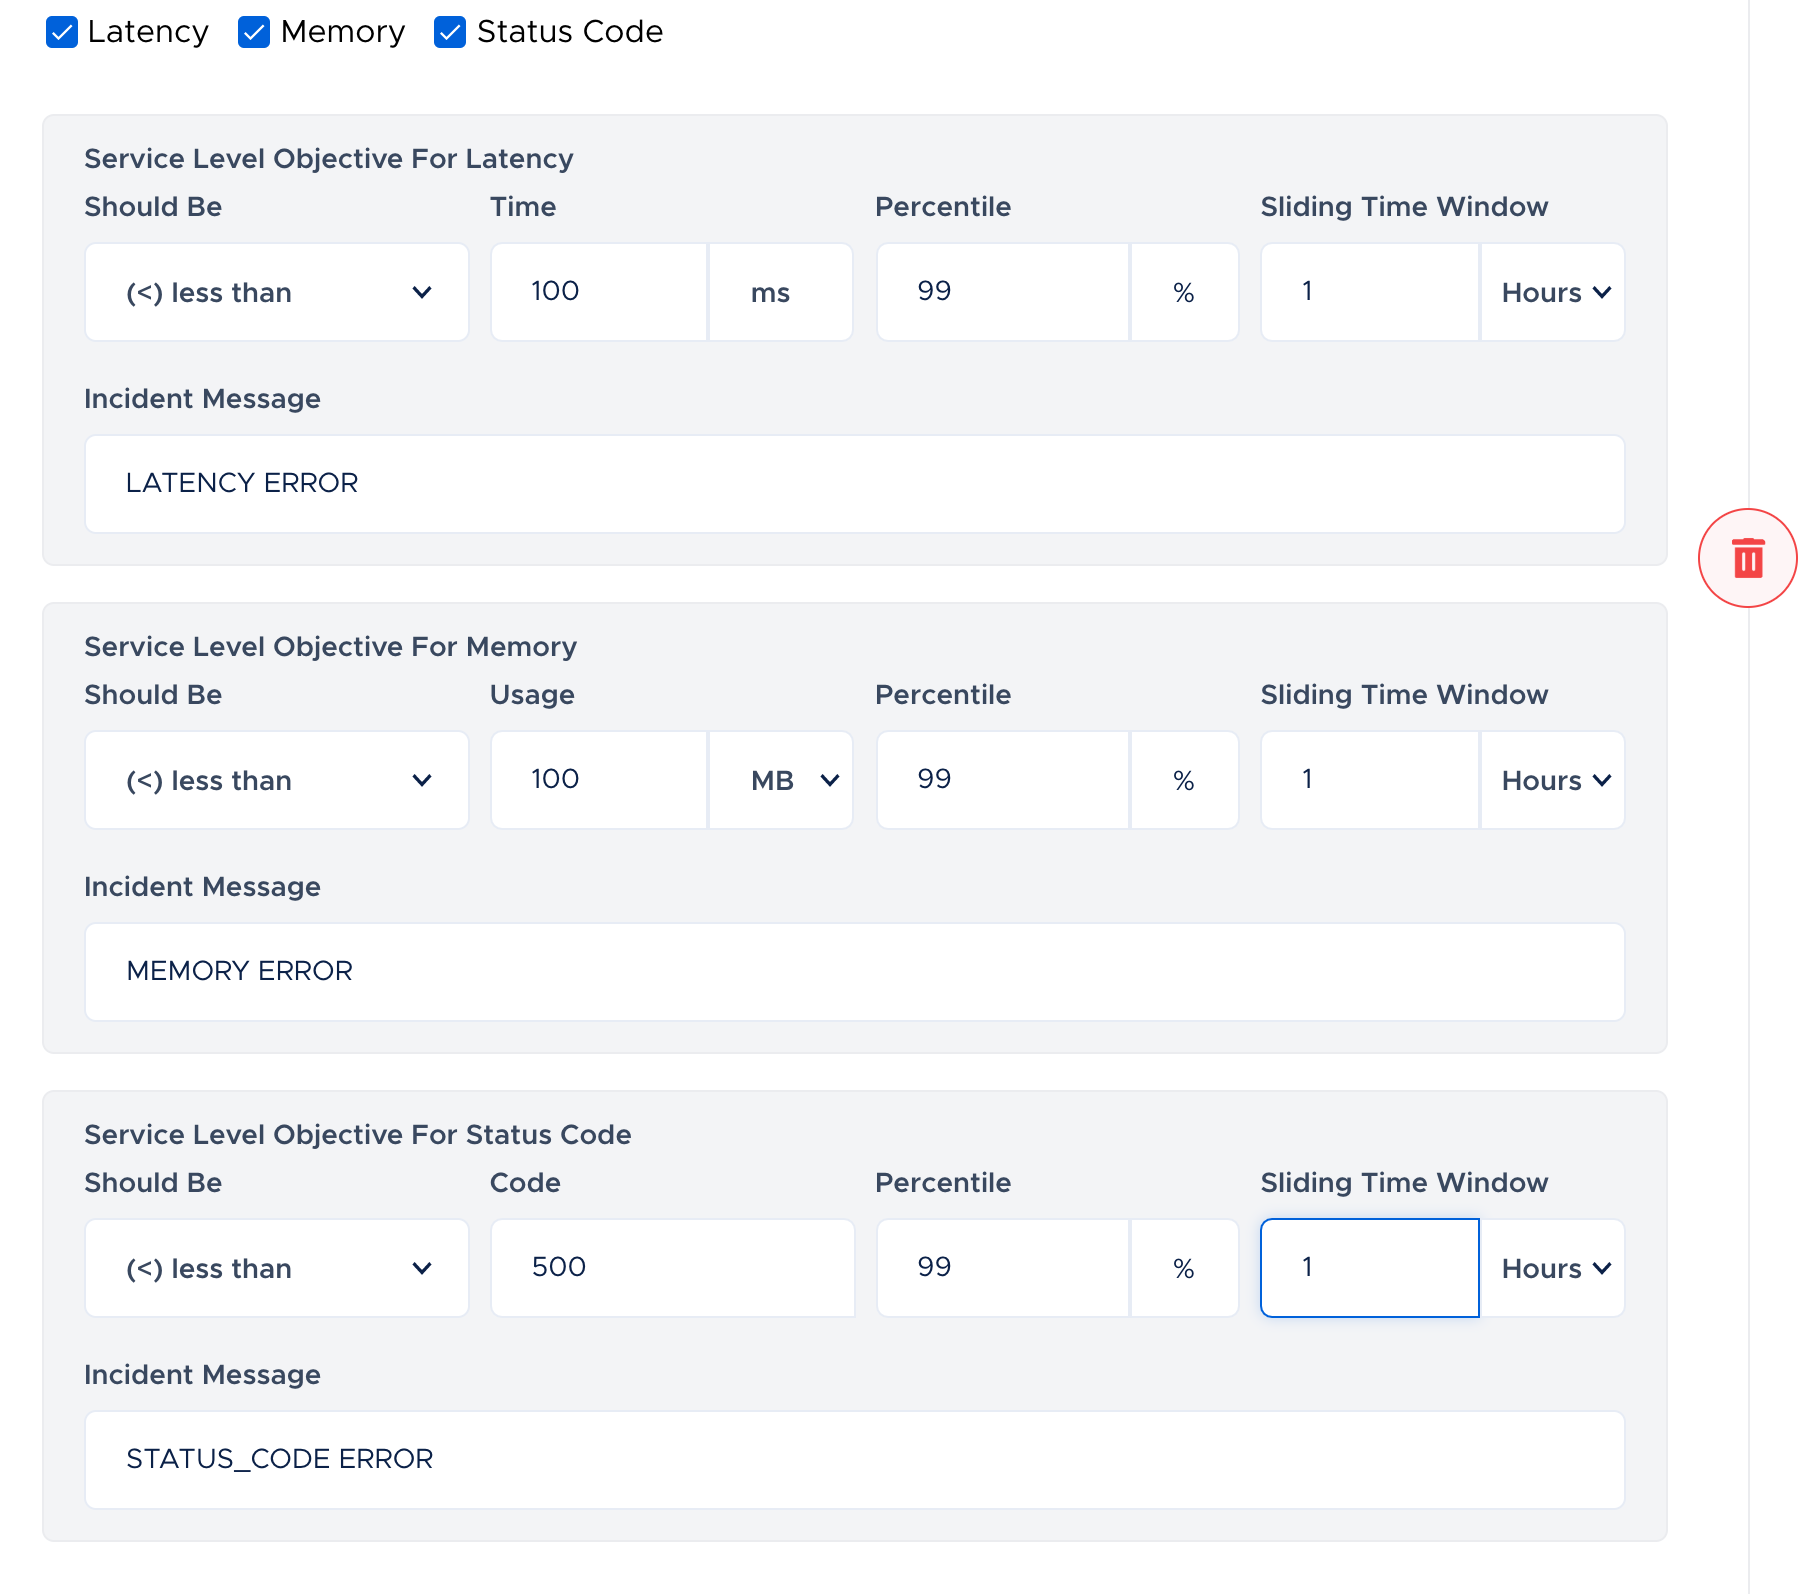 Latency Memory Status Code
Service Level Objective For Latency
Should Be Time Percentile Sliding Time Window
(<) less than 100 ms 99 % 1 Hours
Incident Message
LATENCY ERROR
Service Level Objective For Memory
Should Be Usage Percentile Sliding Time Window
(<) less than 100 MB 99 % 1 Hours
Incident Message
MEMORY ERROR
Service Level Objective For Status Code
Should Be Code Percentile Sliding Time Window
(<) less than 500 99 % 1 Hours
Incident Message
STATUS_CODE ERROR